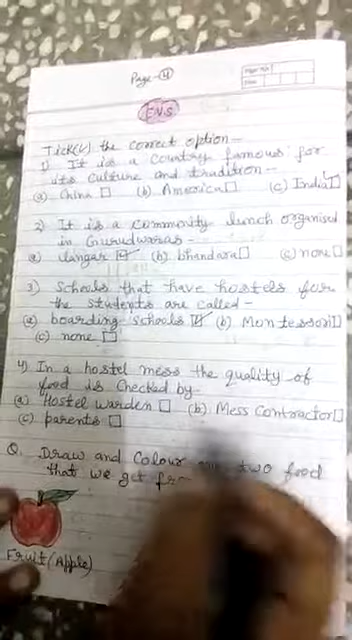 Page-4
E.V.S
Tick(✓) the correct option-
1) It is a country famous for
its culture and tradition-
(a) China □ (b) America □ (c) India □
2) It is a community lunch organised
in Gurudwaras-
(a) langar ☑ (b) bhandara □ (c) none □
3) Schools that have hostels for
the students are called-
(a) boarding schools ☑ (b) Montessori □
(c) none □
4) In a hostel mess the quality of
food is checked by-
(a) Hostel warden □ (b) Mess Contractor □
(c) parents □
Q. Draw and Colour two food
that we get
Fruit (Apple)